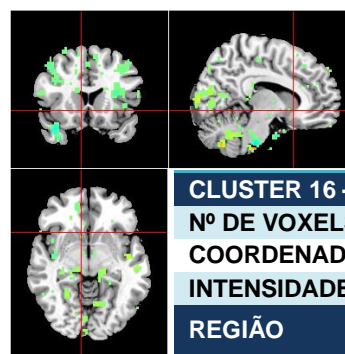 CLUSTER 16 -
Nº DE VOXEL
COORDENAD
INTENSIDADE
REGIÃO